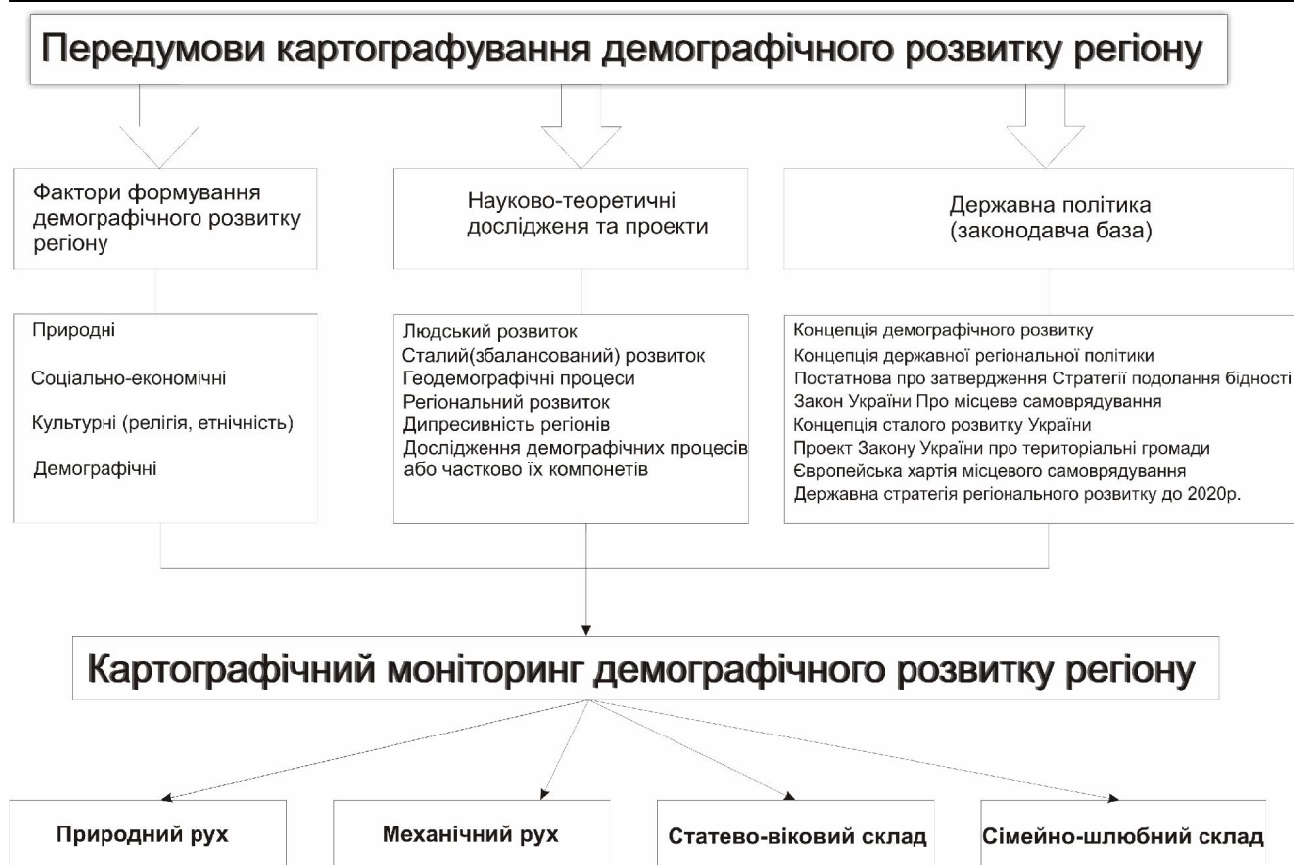 Передумови картографування демографічного розвитку регіону
Фактори формування
демографічного розвитку
регіону
Науково-теоретичні
дослідженя та проекти
Державна політика
(законодавча база)
Природні
Соціально-економічні
Культурні (релігія, етнічність)
Демографічні
Людський розвиток
Сталий(збалансований) розвиток
Геодемографічні процеси
Регіональний розвиток
Дипресивність регіонів
Дослідження демографічних процесів
або частково їх компонетів
Концепція демографічного розвитку
Концепція державної регіональної політики
Постатнова про затвердження Стратегії подолання бідності
Закон України Про місцеве самоврядування
Концепція сталого розвитку України
Проект Закону України про територіальні громади
Європейська хартія місцевого самоврядування
Державна стратегія регіонального розвитку до 2020р.
Картографічний моніторинг демографічного розвитку регіону
Природний рух
Механічний рух
Статево-віковий склад
Сімейно-шлюбний склад